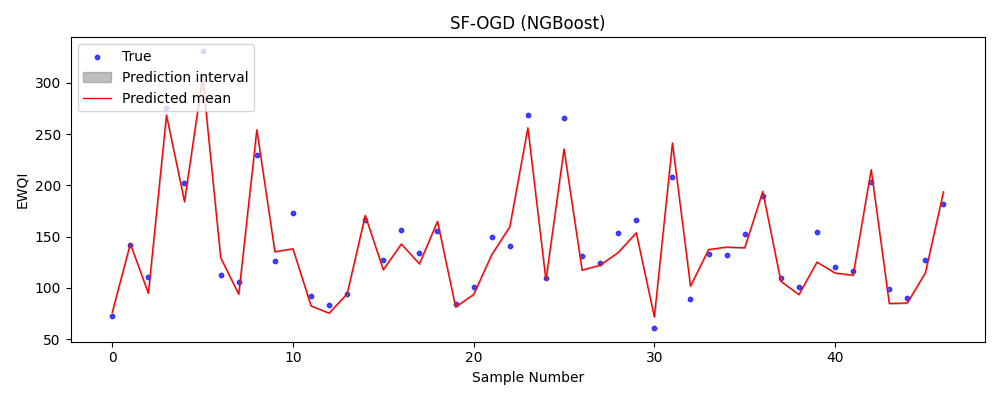 SF-OGD (NGBoost)
True
Prediction interval
Predicted mean
EWQI
300
250
200
150
100
50
0
10
20
30
40
Sample Number